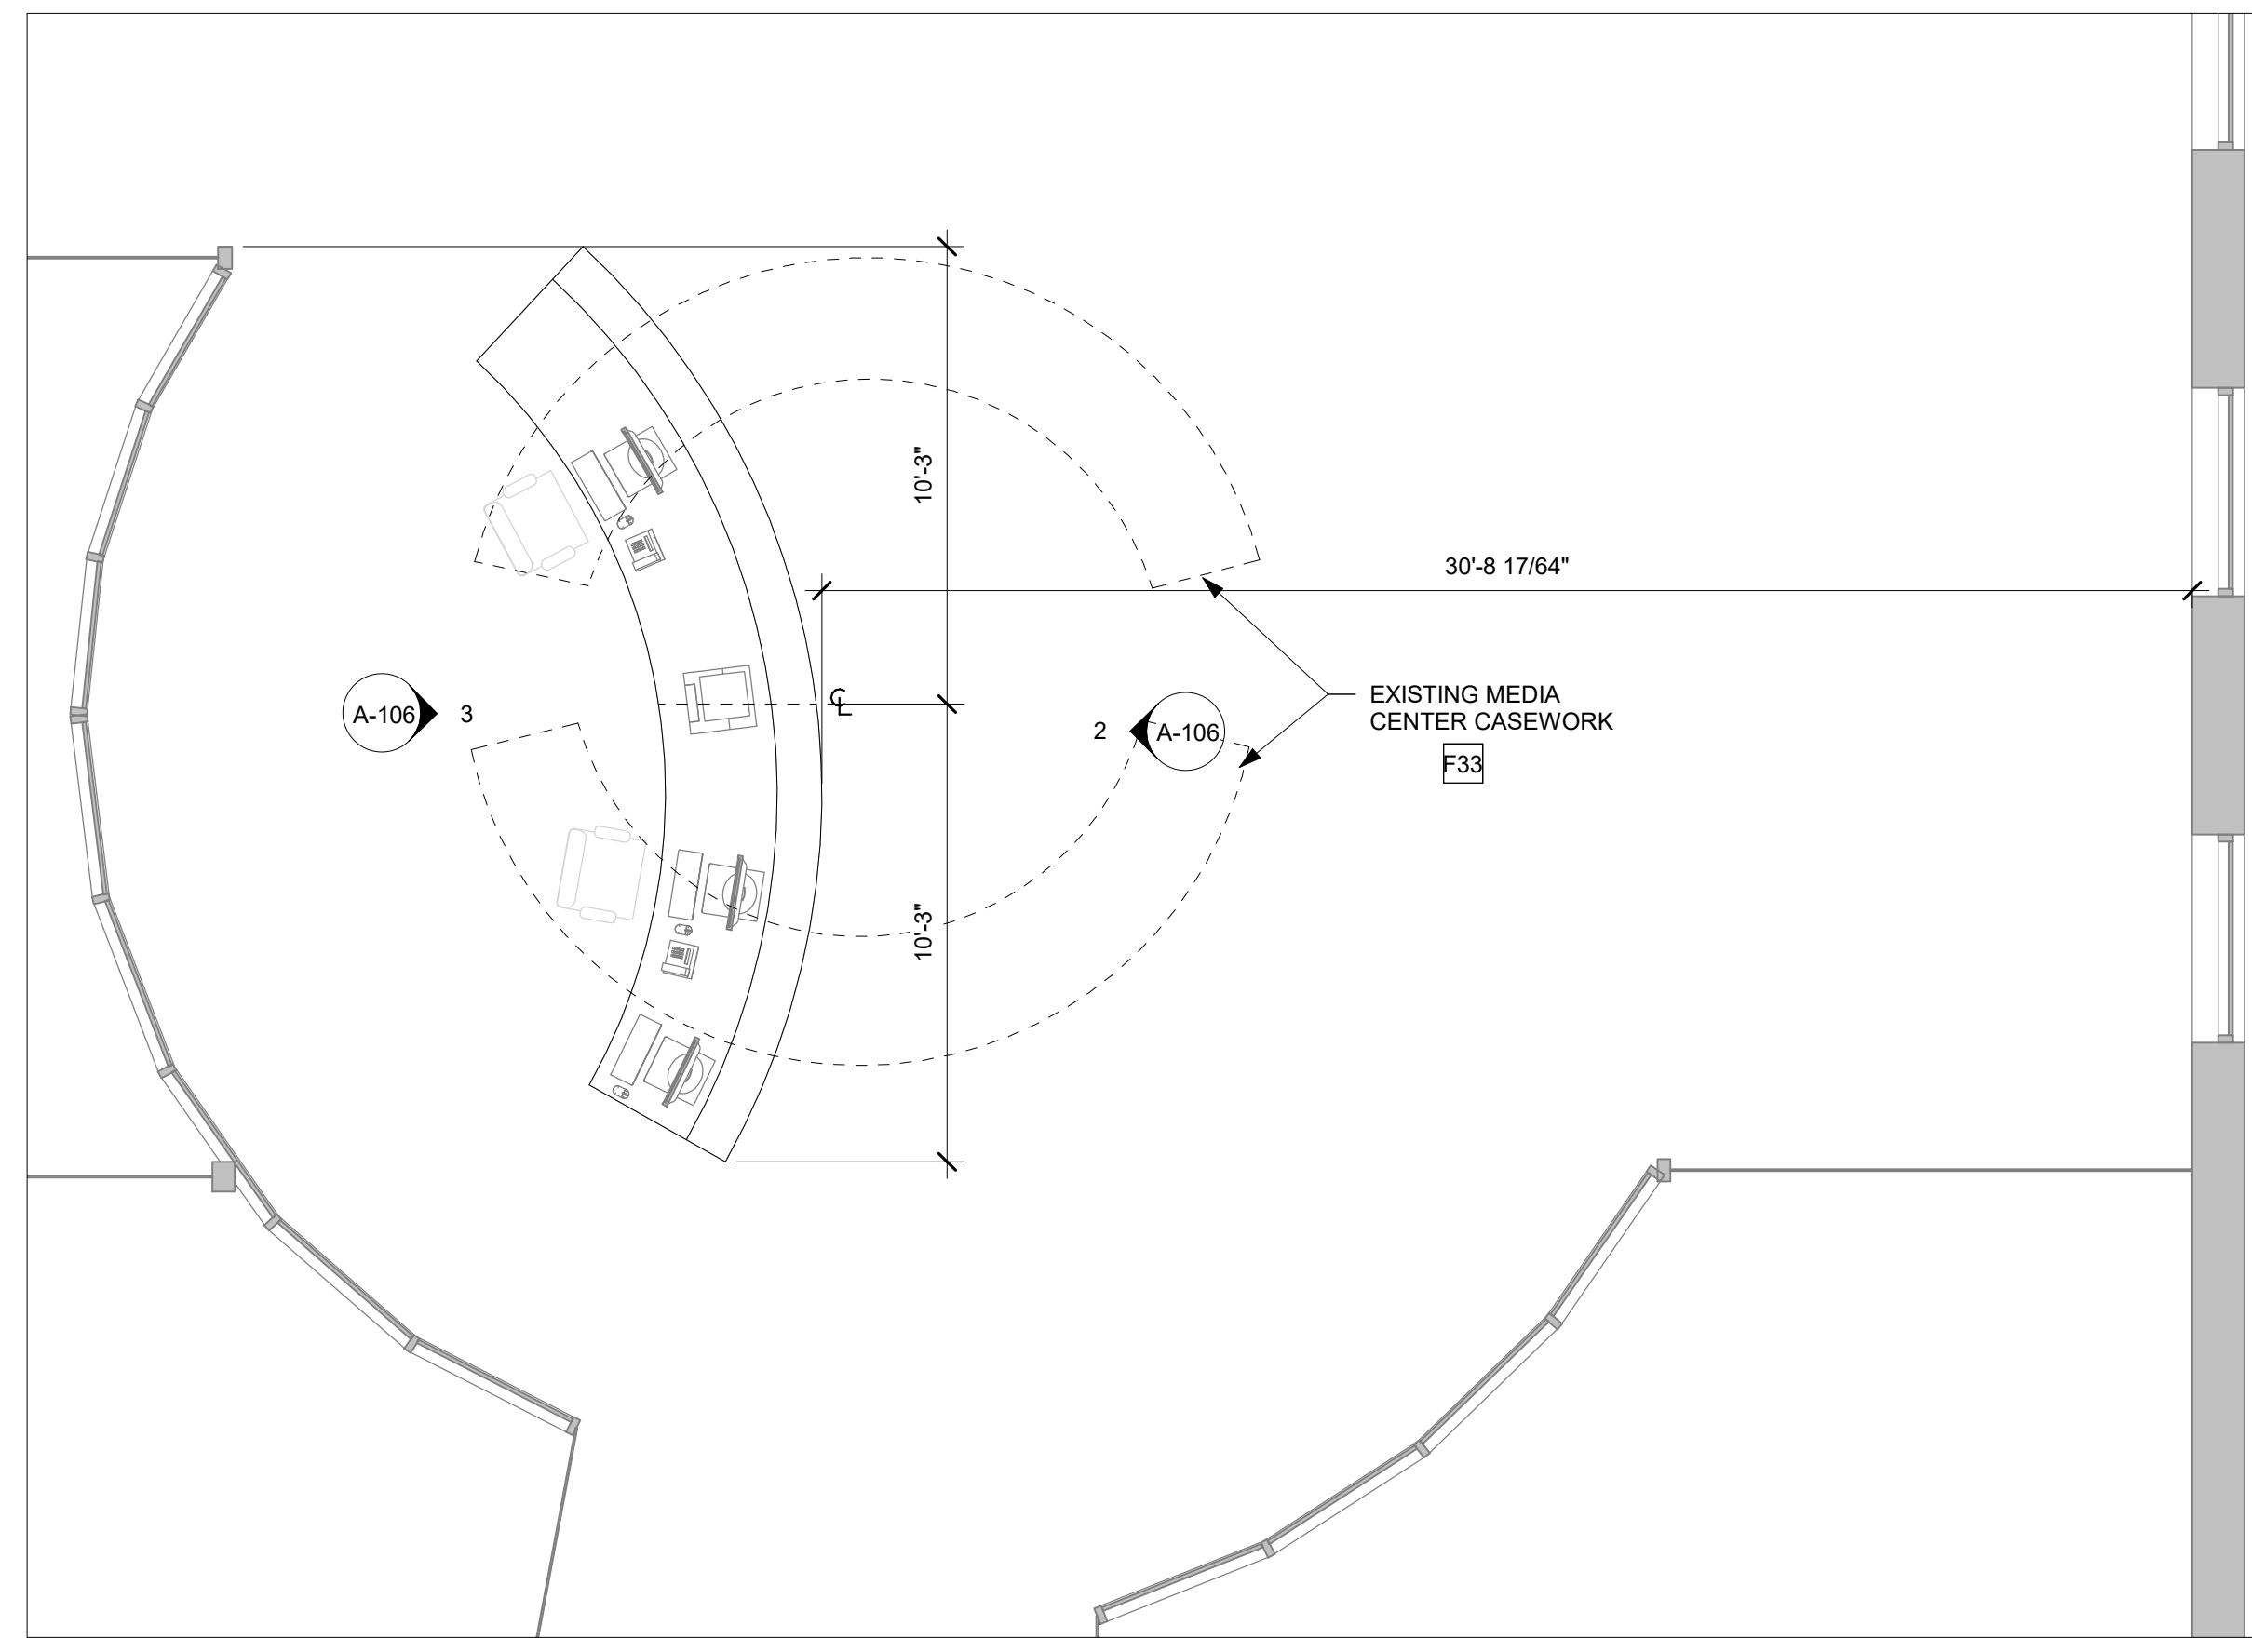 10'-3"
30'-8 17/64"
℄
EXISTING MEDIA
CENTER CASEWORK
F33
A-106
3
2
A-106
10'-3"